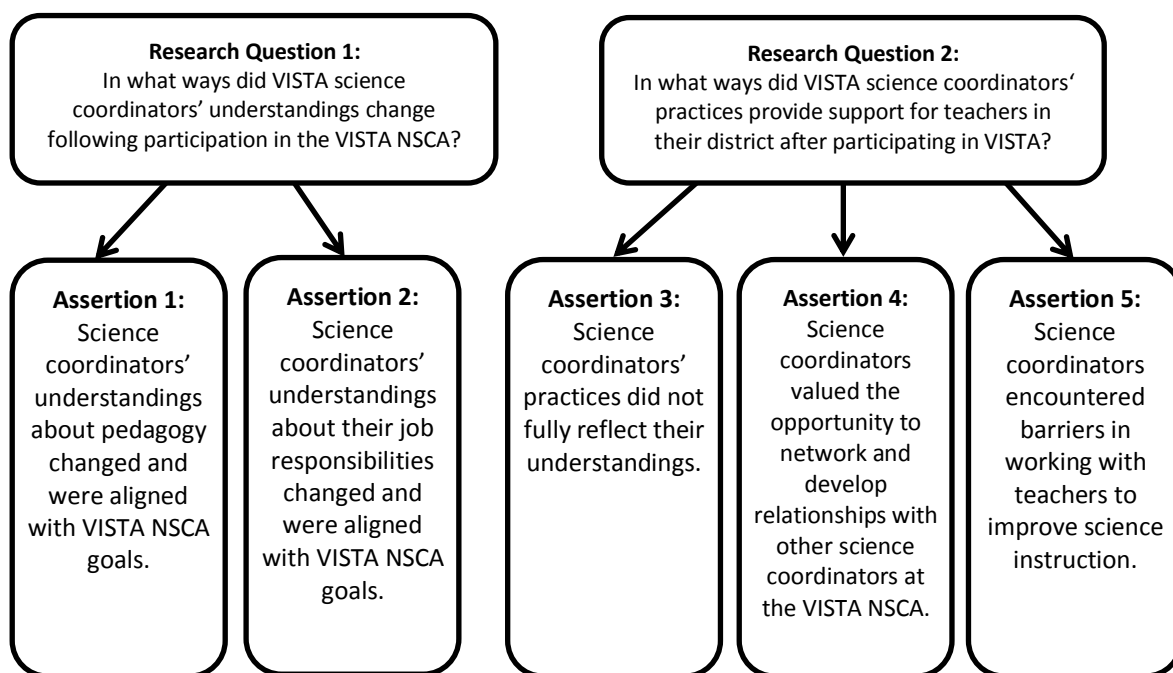 Research Question 1:
In what ways did VISTA science
coordinators’ understandings change
following participation in the VISTA NSCA?
Research Question 2:
In what ways did VISTA science coordinators‘
practices provide support for teachers in
their district after participating in VISTA?
Assertion 1:
Science
coordinators’
understandings
about pedagogy
changed and
were aligned
with VISTA NSCA
goals.
Assertion 2:
Science
coordinators’
understandings
about their job
responsibilities
changed and
were aligned
with VISTA NSCA
goals.
Assertion 3:
Science
coordinators’
practices did not
fully reflect their
understandings.
Assertion 4:
Science
coordinators
valued the
opportunity to
network and
develop
relationships with
other science
coordinators at
the VISTA NSCA.
Assertion 5:
Science
coordinators
encountered
barriers in
working with
teachers to
improve science
instruction.